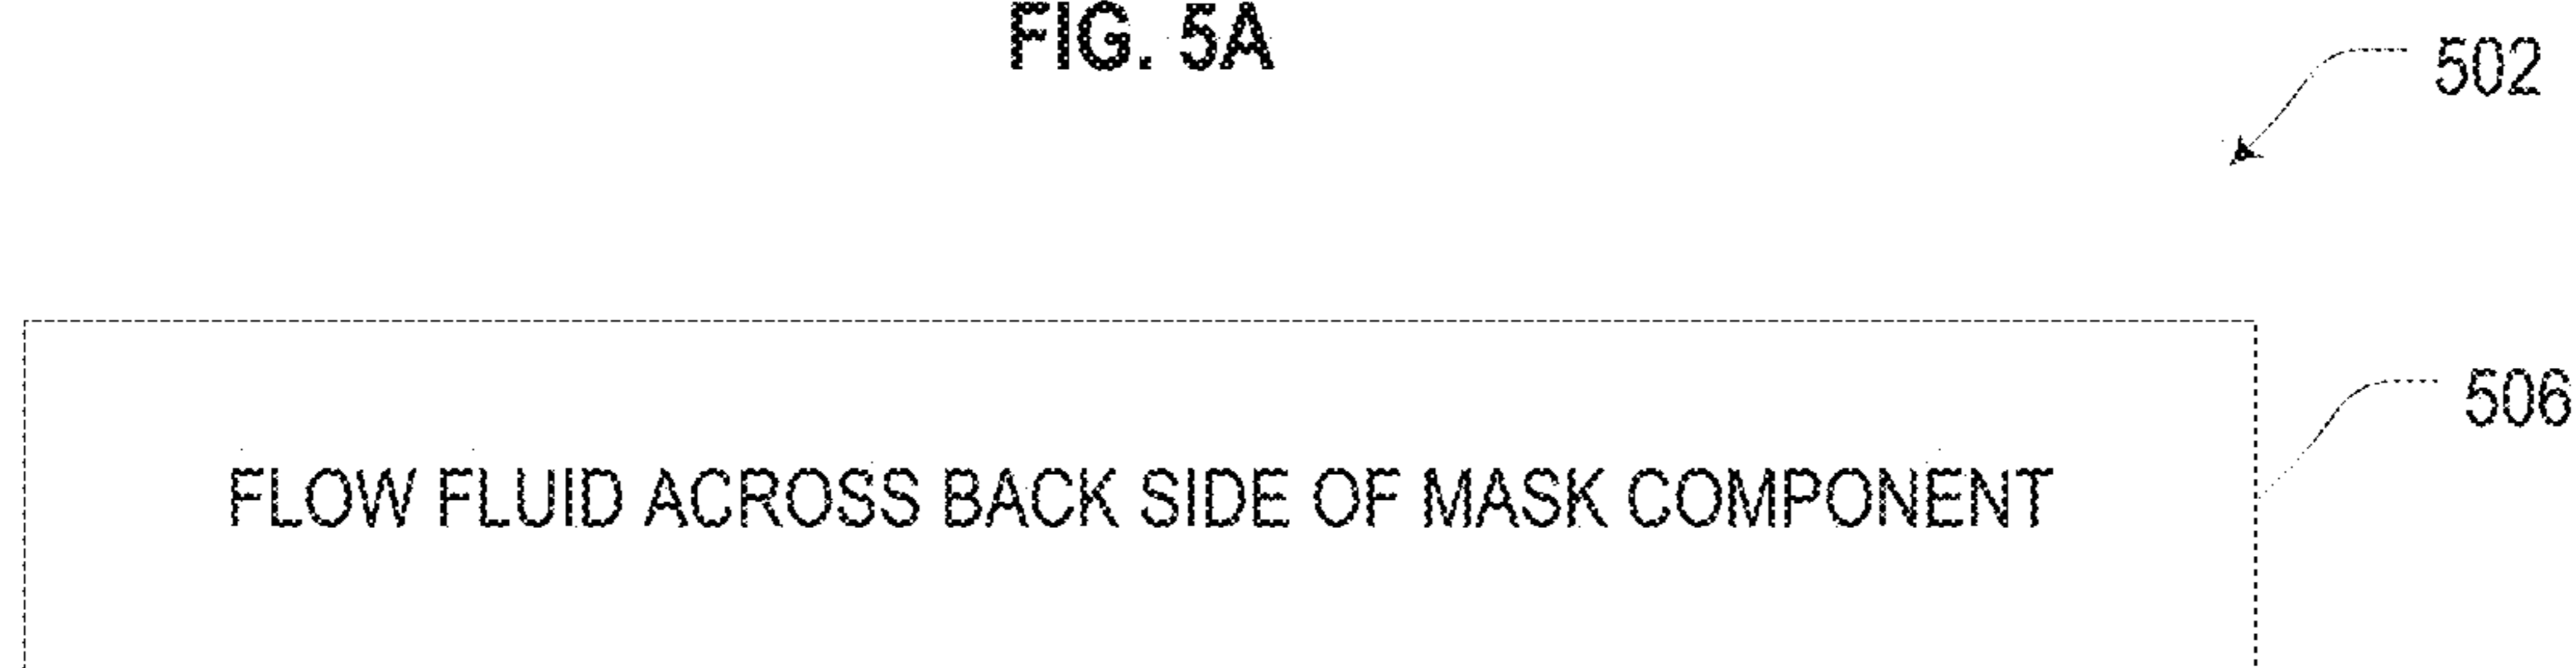 FIG. 5A
502
506
FLOW FLUID ACROSS BACK SIDE OF MASK COMPONENT